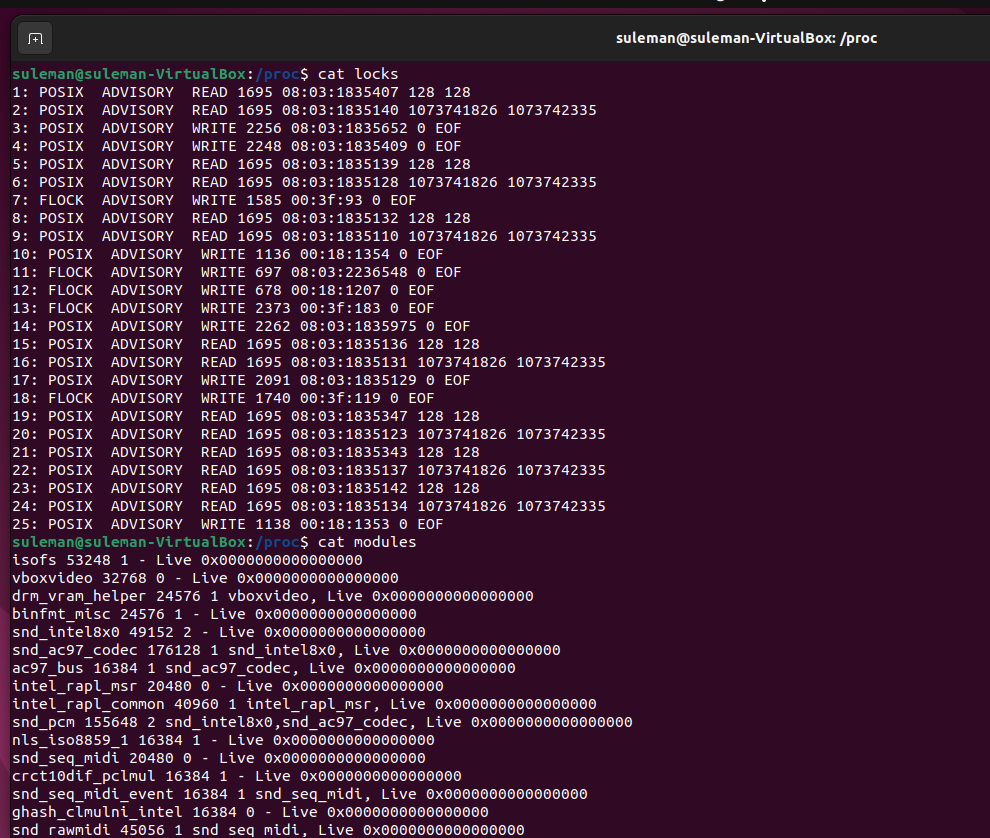 suleman@suleman-VirtualBox: /proc
suleman@suleman-VirtualBox:/proc$ cat locks
1: POSIX  ADVISORY  READ 1695 08:03:1835407 128 128
2: POSIX  ADVISORY  READ 1695 08:03:1835140 1073741826 1073742335
3: POSIX  ADVISORY  WRITE 2256 08:03:1835652 0 EOF
4: POSIX  ADVISORY  WRITE 2248 08:03:1835409 0 EOF
5: POSIX  ADVISORY  READ 1695 08:03:1835139 128 128
6: POSIX  ADVISORY  READ 1695 08:03:1835128 1073741826 1073742335
7: FLOCK  ADVISORY  WRITE 1585 00:3f:93 0 EOF
8: POSIX  ADVISORY  READ 1695 08:03:1835132 128 128
9: POSIX  ADVISORY  READ 1695 08:03:1835110 1073741826 1073742335
10: POSIX  ADVISORY  WRITE 1136 00:18:1354 0 EOF
11: FLOCK  ADVISORY  WRITE 697 08:03:2236548 0 EOF
12: FLOCK  ADVISORY  WRITE 678 00:18:1207 0 EOF
13: FLOCK  ADVISORY  WRITE 2373 00:3f:183 0 EOF
14: POSIX  ADVISORY  WRITE 2262 08:03:1835975 0 EOF
15: POSIX  ADVISORY  READ 1695 08:03:1835136 128 128
16: POSIX  ADVISORY  READ 1695 08:03:1835131 1073741826 1073742335
17: POSIX  ADVISORY  WRITE 2091 08:03:1835129 0 EOF
18: FLOCK  ADVISORY  WRITE 1740 00:3f:119 0 EOF
19: POSIX  ADVISORY  READ 1695 08:03:1835347 128 128
20: POSIX  ADVISORY  READ 1695 08:03:1835123 1073741826 1073742335
21: POSIX  ADVISORY  READ 1695 08:03:1835343 128 128
22: POSIX  ADVISORY  READ 1695 08:03:1835137 1073741826 1073742335
23: POSIX  ADVISORY  READ 1695 08:03:1835142 128 128
24: POSIX  ADVISORY  READ 1695 08:03:1835134 1073741826 1073742335
25: POSIX  ADVISORY  WRITE 1138 00:18:1353 0 EOF
suleman@suleman-VirtualBox:/proc$ cat modules
isofs 53248 1 - Live 0x0000000000000000
vboxvideo 32768 0 - Live 0x0000000000000000
drm_vram_helper 24576 1 vboxvideo, Live 0x0000000000000000
binfmt_misc 24576 1 - Live 0x0000000000000000
snd_intel8x0 49152 2 - Live 0x0000000000000000
snd_ac97_codec 176128 1 snd_intel8x0, Live 0x0000000000000000
ac97_bus 16384 1 snd_ac97_codec, Live 0x0000000000000000
intel_rapl_msr 20480 0 - Live 0x0000000000000000
intel_rapl_common 40960 1 intel_rapl_msr, Live 0x0000000000000000
snd_pcm 155648 2 snd_intel8x0,snd_ac97_codec, Live 0x0000000000000000
nls_iso8859_1 16384 1 - Live 0x0000000000000000
snd_seq_midi 20480 0 - Live 0x0000000000000000
crct10dif_pclmul 16384 1 - Live 0x0000000000000000
snd_seq_midi_event 16384 1 snd_seq_midi, Live 0x0000000000000000
ghash_clmulni_intel 16384 0 - Live 0x0000000000000000
snd_rawmidi 45056 1 snd_seq_midi, Live 0x0000000000000000